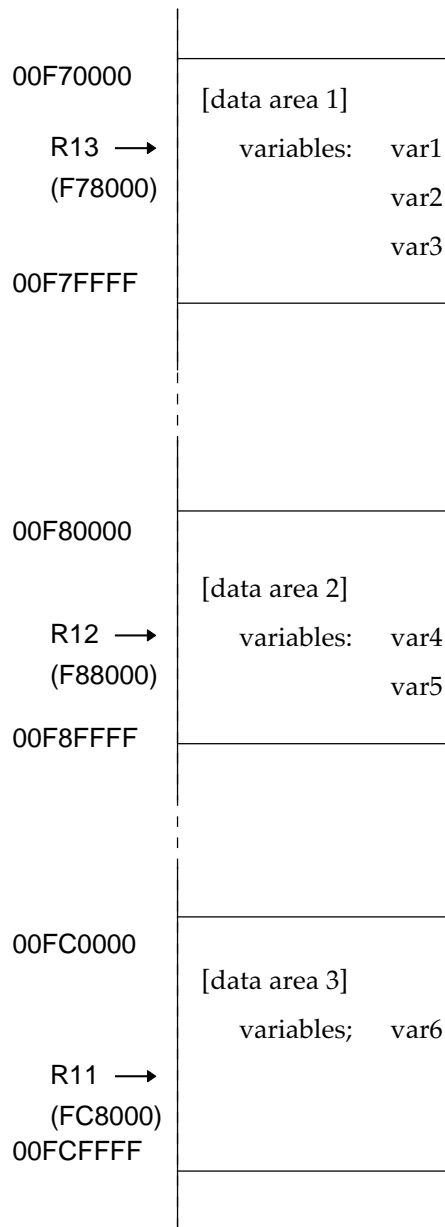 00F70000
[data area 1]
R13
variables: var1
(F78000)
var2
var3
00F7FFFF
00F80000
[data area 2]
R12
variables: var4
(F88000)
var5
00F8FFFF
00FC0000
[data area 3]
variables; var6
R11
(FC8000)
00FCFFFF